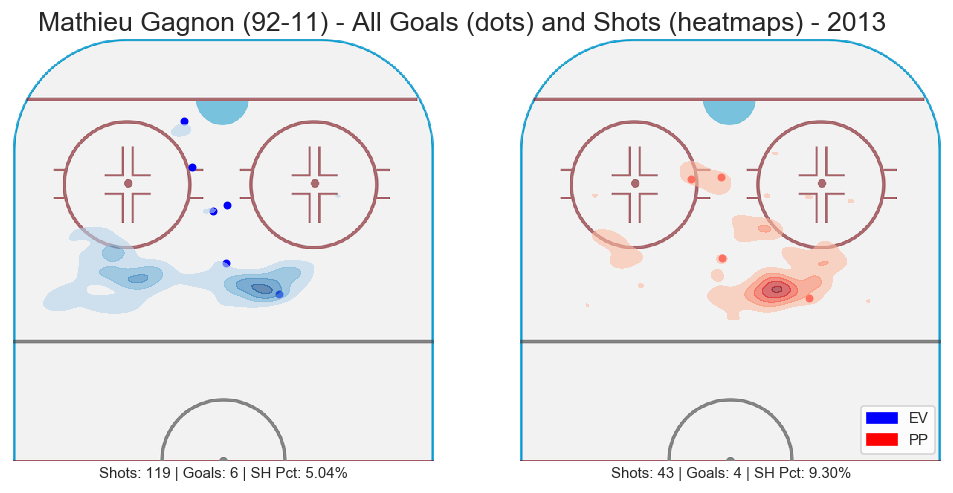 Mathieu Gagnon (92-11) - All Goals (dots) and Shots (heatmaps) - 2013
EV
PP
Shots: 119 | Goals: 6 | SH Pct: 5.04%
Shots: 43 | Goals: 4 | SH Pct: 9.30%